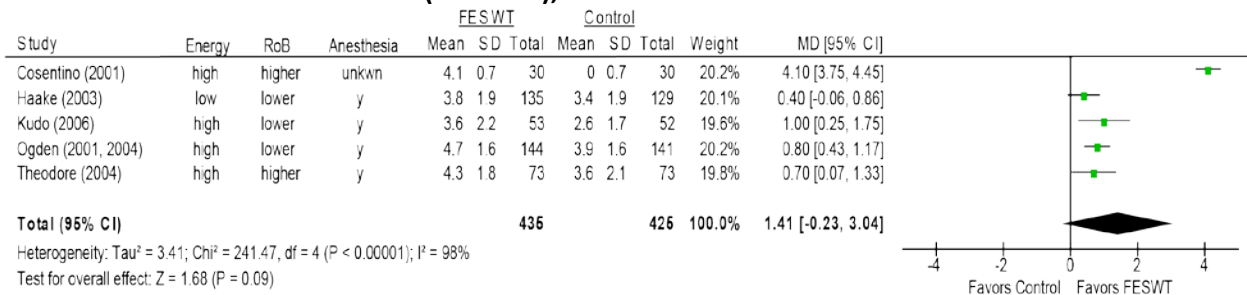 FESWT Control
Study Energy RoB Anesthesia Mean SD Total Mean SD Total Weight MD [95% CI]
Cosentino (2001) high higher unkwn 4.1 0.7 30 0 0.7 30 20.2% 4.10 [3.75, 4.45]
Haake (2003) low lower y 3.8 1.9 135 3.4 1.9 129 20.1% 0.40 [-0.06, 0.86]
Kudo (2006) high lower y 3.6 2.2 53 2.6 1.7 52 19.6% 1.00 [0.25, 1.75]
Ogden (2001, 2004) high lower y 4.7 1.6 144 3.9 1.6 141 20.2% 0.80 [0.43, 1.17]
Theodore (2004) high higher y 4.3 1.8 73 3.6 2.1 73 19.8% 0.70 [0.07, 1.33]
Total (95% CI) 435 425 100.0% 1.41 [-0.23, 3.04]
Heterogeneity: Tau² = 3.41; Chi² = 241.47, df = 4 (P < 0.00001); I² = 98%
Test for overall effect: Z = 1.68 (P = 0.09)
-4 -2 0 2 4
Favors Control Favors FESWT